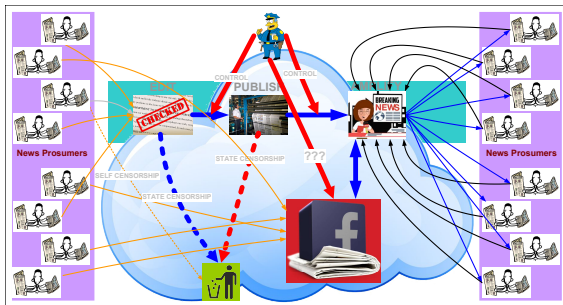 EDIT
PUBLISH
CONTROL
CONTROL
CHECKED
BREAKING
NEWS
News Prosumers
News Prosumers
STATE CENSORSHIP
???
SELF CENSORSHIP
STATE CENSORSHIP
f